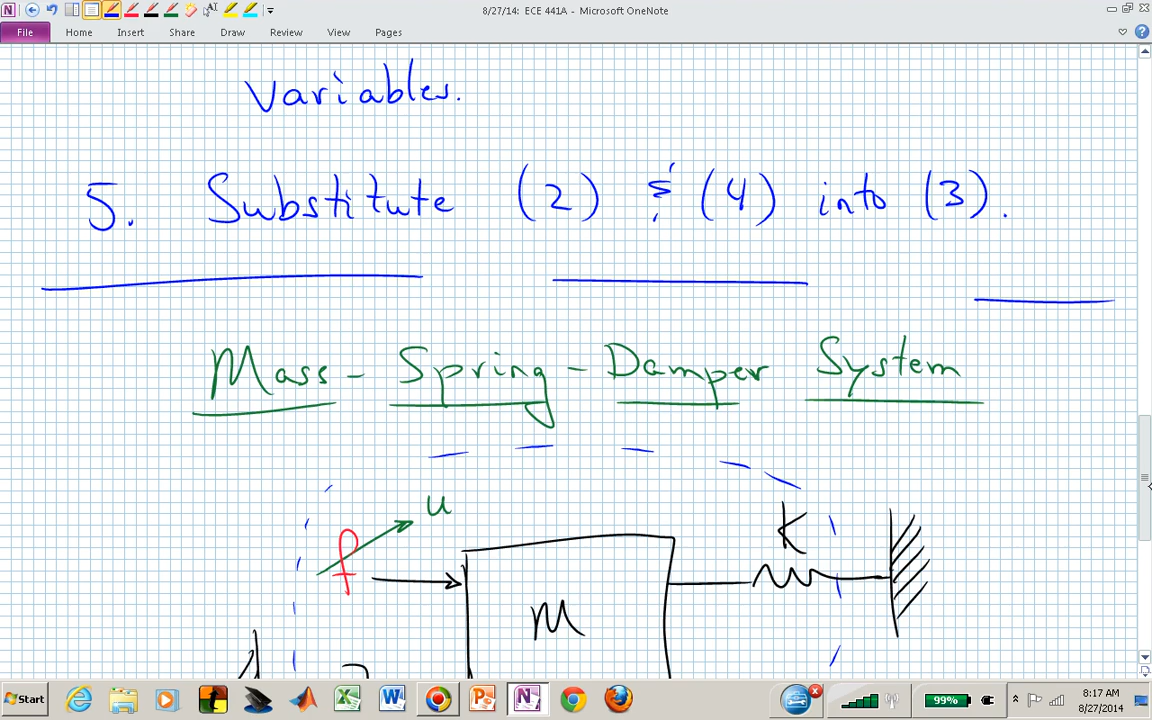 8/27/14: ECE 441A - Microsoft OneNote
File Home Insert Share Draw Review View Pages
variables.
5. Substitute (2) & (4) into (3).
Mass-Spring-Damper System
u
f
k
M
Start
99%
8:17 AM
8/27/2014